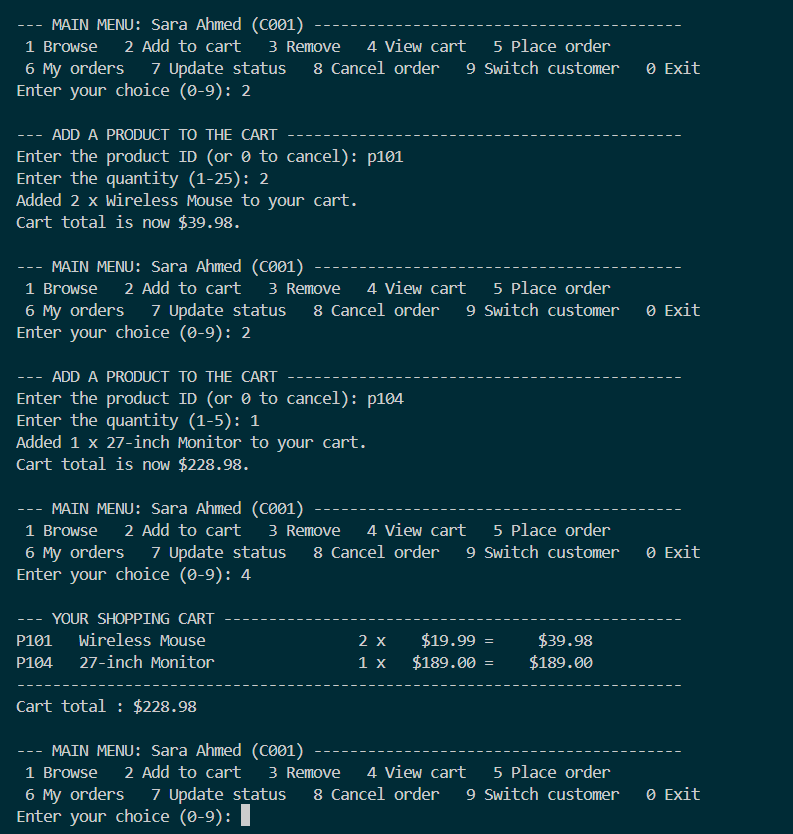 --- MAIN MENU: Sara Ahmed (C001) -----------------------------------------
 1 Browse   2 Add to cart   3 Remove   4 View cart   5 Place order
 6 My orders   7 Update status   8 Cancel order   9 Switch customer   0 Exit
Enter your choice (0-9): 2

--- ADD A PRODUCT TO THE CART --------------------------------------------
Enter the product ID (or 0 to cancel): p101
Enter the quantity (1-25): 2
Added 2 x Wireless Mouse to your cart.
Cart total is now $39.98.

--- MAIN MENU: Sara Ahmed (C001) -----------------------------------------
 1 Browse   2 Add to cart   3 Remove   4 View cart   5 Place order
 6 My orders   7 Update status   8 Cancel order   9 Switch customer   0 Exit
Enter your choice (0-9): 2

--- ADD A PRODUCT TO THE CART --------------------------------------------
Enter the product ID (or 0 to cancel): p104
Enter the quantity (1-5): 1
Added 1 x 27-inch Monitor to your cart.
Cart total is now $228.98.

--- MAIN MENU: Sara Ahmed (C001) -----------------------------------------
 1 Browse   2 Add to cart   3 Remove   4 View cart   5 Place order
 6 My orders   7 Update status   8 Cancel order   9 Switch customer   0 Exit
Enter your choice (0-9): 4

--- YOUR SHOPPING CART ---------------------------------------------------
P101   Wireless Mouse                 2 x    $19.99 =     $39.98
P104   27-inch Monitor                1 x   $189.00 =    $189.00
--------------------------------------------------------------------------
Cart total : $228.98

--- MAIN MENU: Sara Ahmed (C001) -----------------------------------------
 1 Browse   2 Add to cart   3 Remove   4 View cart   5 Place order
 6 My orders   7 Update status   8 Cancel order   9 Switch customer   0 Exit
Enter your choice (0-9):